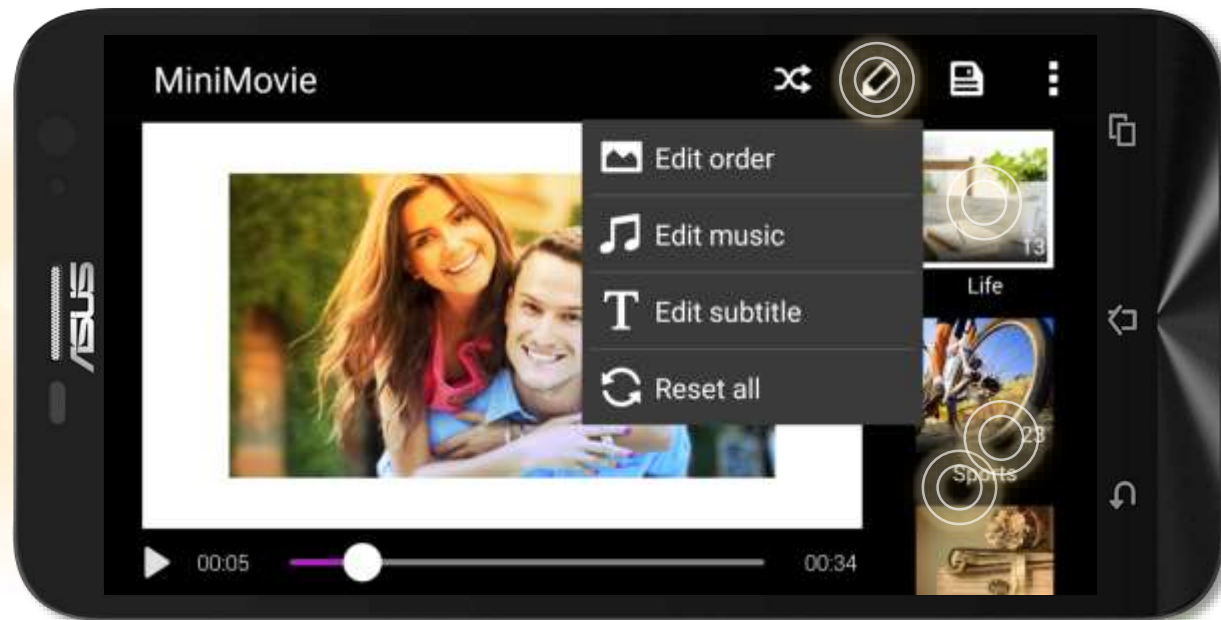 MiniMovie
Edit order
Edit music
Edit subtitle
Reset all
13
Life
23
Sports
00:05
00:34
ASUS